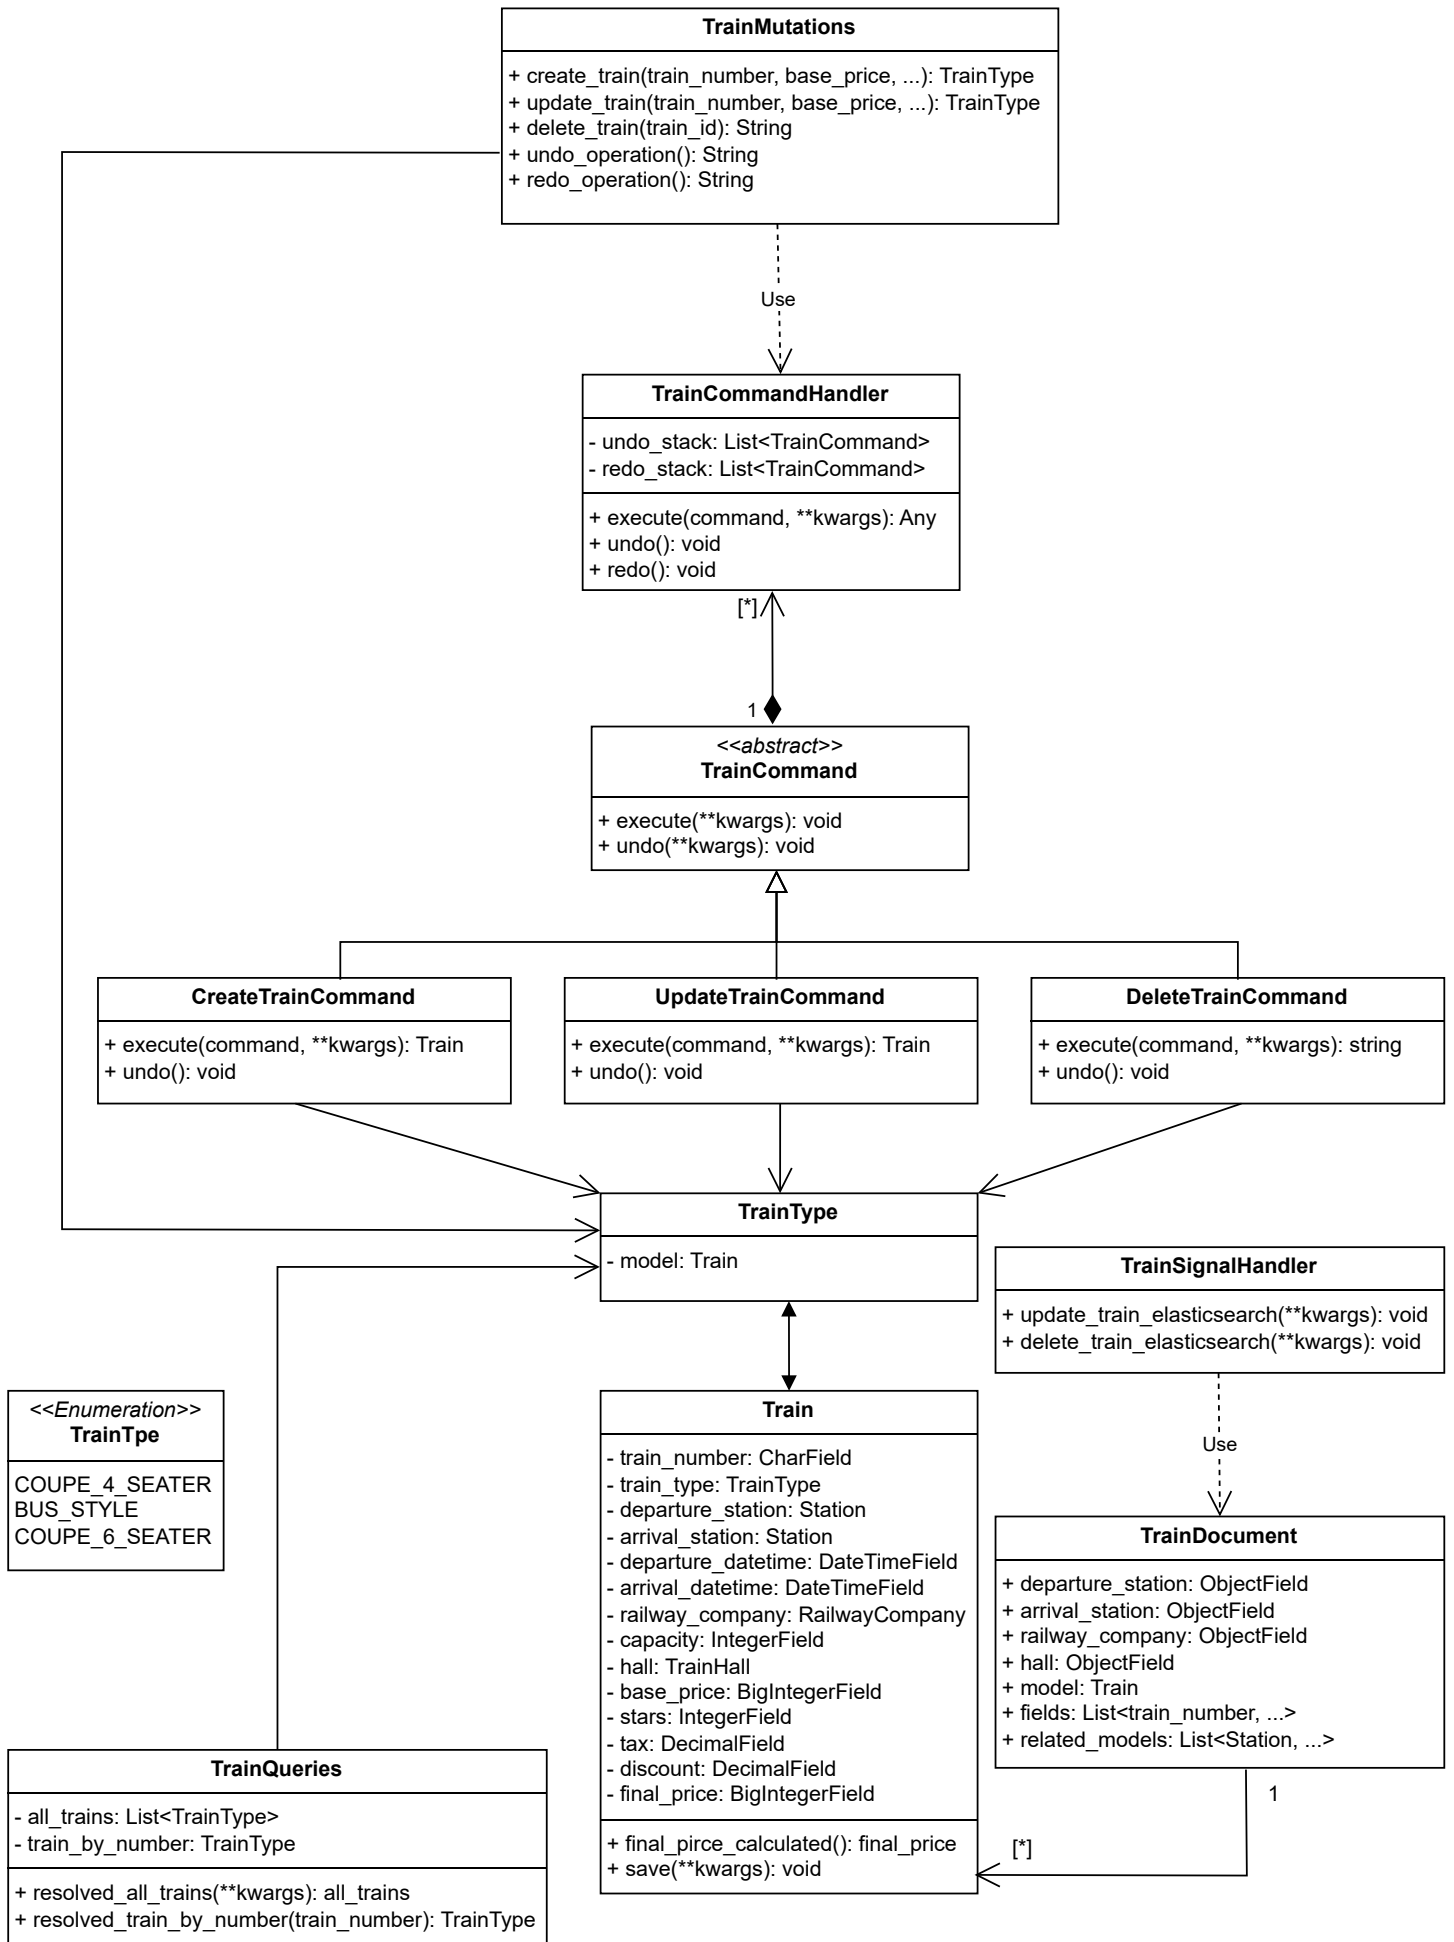 TrainMutations
+ create_train(train_number, base_price, ...): TrainType
+ update_train(train_number, base_price, ...): TrainType
+ delete_train(train_id): String
+ undo_operation(): String
+ redo_operation(): String
Use
TrainCommandHandler
- undo_stack: List<TrainCommand>
- redo_stack: List<TrainCommand>
+ execute(command, **kwargs): Any
+ undo(): void
+ redo(): void
[*]
1
<<abstract>>
TrainCommand
+ execute(**kwargs): void
+ undo(**kwargs): void
CreateTrainCommand
+ execute(command, **kwargs): Train
+ undo(): void
UpdateTrainCommand
+ execute(command, **kwargs): Train
+ undo(): void
DeleteTrainCommand
+ execute(command, **kwargs): string
+ undo(): void
TrainType
- model: Train
TrainSignalHandler
+ update_train_elasticsearch(**kwargs): void
+ delete_train_elasticsearch(**kwargs): void
Use
<<Enumeration>>
TrainTpe
COUPE_4_SEATER
BUS_STYLE
COUPE_6_SEATER
Train
- train_number: CharField
- train_type: TrainType
- departure_station: Station
- arrival_station: Station
- departure_datetime: DateTimeField
- arrival_datetime: DateTimeField
- railway_company: RailwayCompany
- capacity: IntegerField
- hall: TrainHall
- base_price: BigIntegerField
- stars: IntegerField
- tax: DecimalField
- discount: DecimalField
- final_price: BigIntegerField
+ final_pirce_calculated(): final_price
+ save(**kwargs): void
TrainDocument
+ departure_station: ObjectField
+ arrival_station: ObjectField
+ railway_company: ObjectField
+ hall: ObjectField
+ model: Train
+ fields: List<train_number, ...>
+ related_models: List<Station, ...>
1
[*]
TrainQueries
- all_trains: List<TrainType>
- train_by_number: TrainType
+ resolved_all_trains(**kwargs): all_trains
+ resolved_train_by_number(train_number): TrainType